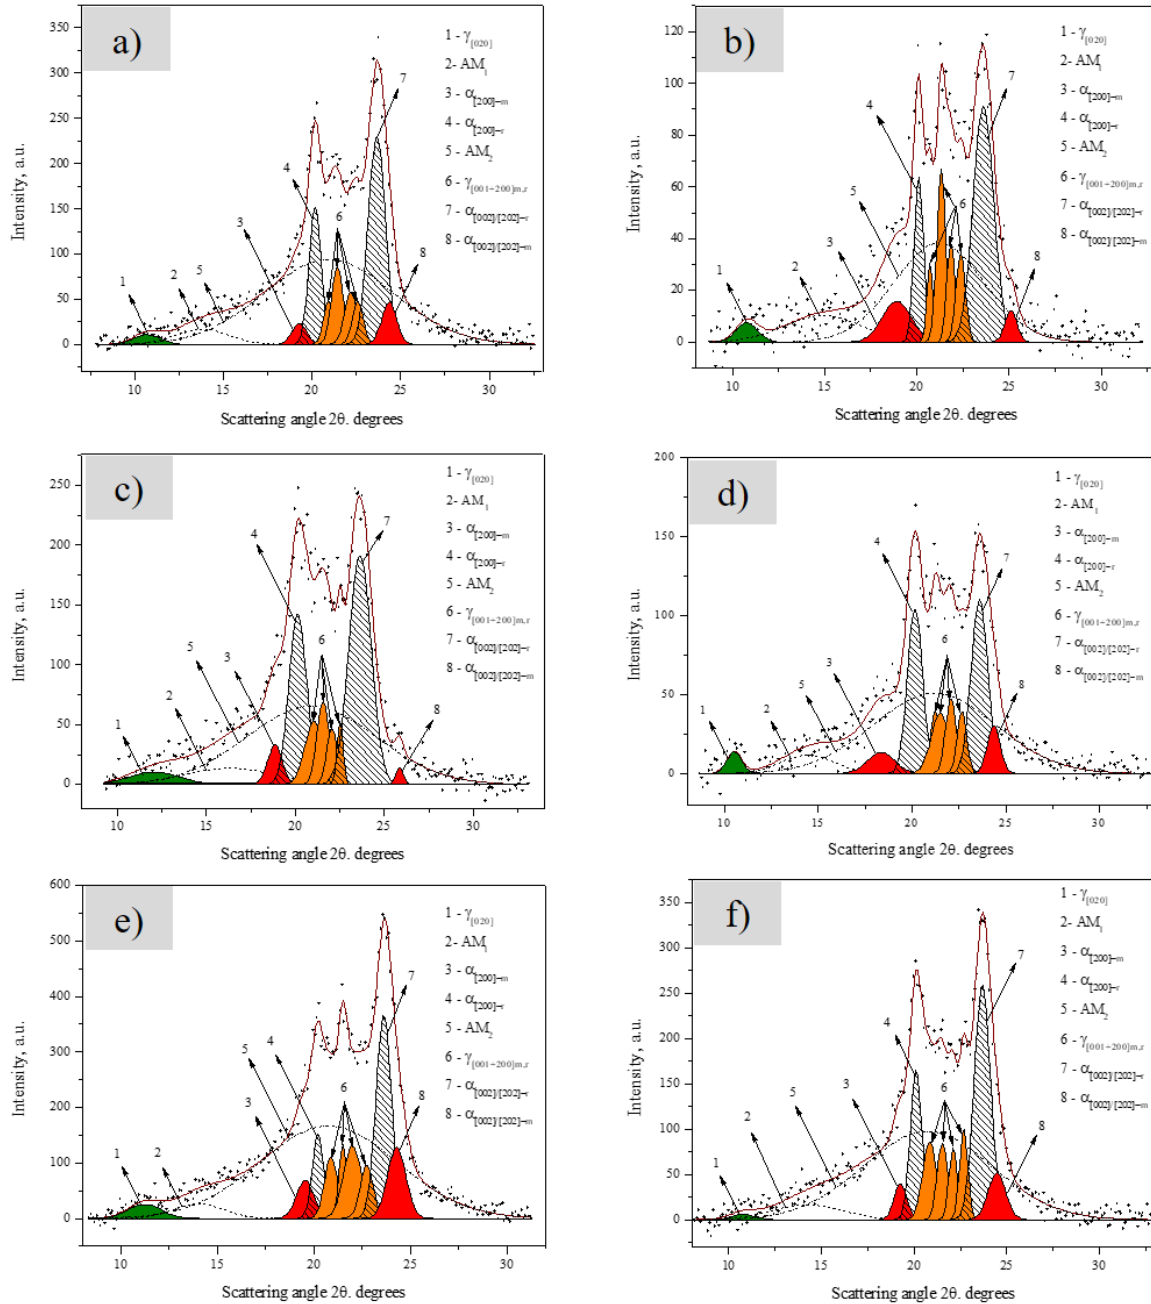 a)
1 - γ[020]
2- AM1
3 - α[200]−m
4 - α[200]−r
5 - AM2
6 - γ[001÷200]m,r
7 - α[002]/[202]−r
8 - α[002]/[202]−m
1 2 5 3 4 6 7 8
350
300
250
200
150
100
50
0
Intensity, a.u.
10 15 20 25 30
Scattering angle 2θ. degrees
b)
1 - γ[020]
2- AM1
3 - α[200]−m
4 - α[200]−r
5 - AM2
6 - γ[001÷200]m,r
7 - α[002]/[202]−r
8 - α[002]/[202]−m
1 2 3 5 4 6 7 8
120
100
80
60
40
20
0
Intensity, a.u.
10 15 20 25 30
Scattering angle 2θ. degrees
c)
1 - γ[020]
2- AM1
3 - α[200]−m
4 - α[200]−r
5 - AM2
6 - γ[001÷200]m,r
7 - α[002]/[202]−r
8 - α[002]/[202]−m
1 2 5 3 4 6 7 8
250
200
150
100
50
0
Intensity, a.u.
10 15 20 25 30
Scattering angle 2θ. degrees
d)
1 - γ[020]
2- AM1
3 - α[200]−m
4 - α[200]−r
5 - AM2
6 - γ[001÷200]m,r
7 - α[002]/[202]−r
8 - α[002]/[202]−m
1 2 5 3 4 6 7 8
200
150
100
50
0
Intensity, a.u.
10 15 20 25 30
Scattering angle 2θ. degrees
e)
1 - γ[020]
2- AM1
3 - α[200]−m
4 - α[200]−r
5 - AM2
6 - γ[001÷200]m,r
7 - α[002]/[202]−r
8 - α[002]/[202]−m
1 2 3 5 4 6 7 8
600
500
400
300
200
100
0
Intensity, a.u.
10 15 20 25 30
Scattering angle 2θ. degrees
f)
1 - γ[020]
2- AM1
3 - α[200]−m
4 - α[200]−r
5 - AM2
6 - γ[001÷200]m,r
7 - α[002]/[202]−r
8 - α[002]/[202]−m
1 2 5 3 4 6 7 8
350
300
250
200
150
100
50
0
Intensity, a.u.
10 15 20 25 30
Scattering angle 2θ. degrees